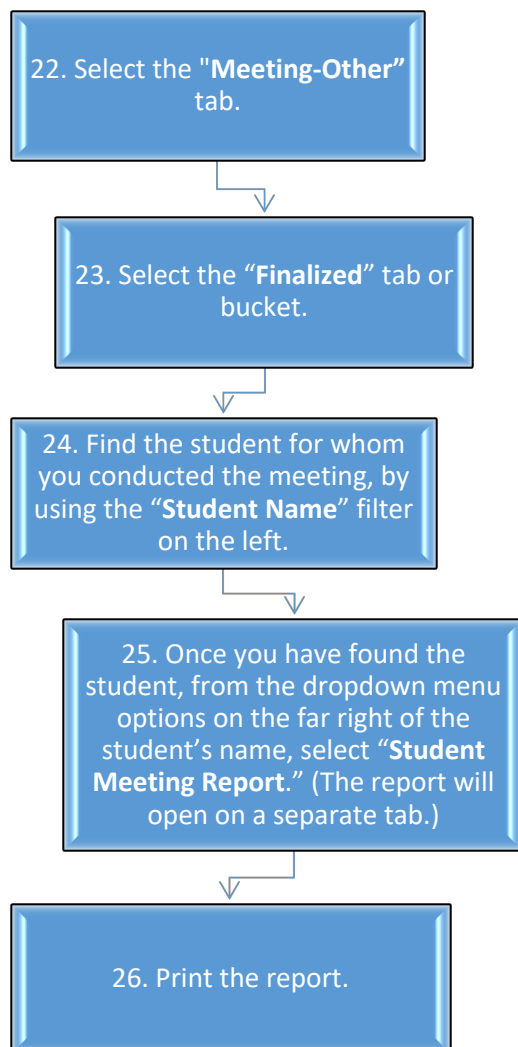 22. Select the "Meeting-Other”
tab.
23. Select the “Finalized” tab or
bucket.
24. Find the student for whom
you conducted the meeting, by
using the “Student Name” filter
on the left.
25. Once you have found the
student, from the dropdown menu
options on the far right of the
student’s name, select “Student
Meeting Report.” (The report will
open on a separate tab.)
26. Print the report.